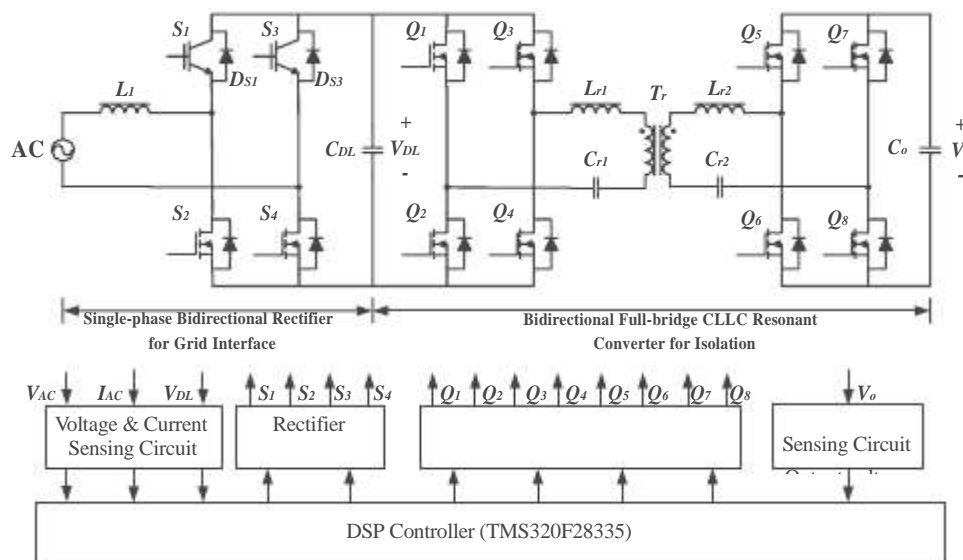 S1
S3
Q1
Q3
Q5
Q7
DS1
DS3
L1
Lr1
Tr
Lr2
AC
CDL
+
VDL
-
Cr1
Cr2
Co
+
V
-
S2
S4
Q2
Q4
Q6
Q8
Single-phase Bidirectional Rectifier
for Grid Interface
Bidirectional Full-bridge CLLC Resonant
Converter for Isolation
VAC IAC VDL
S1 S2 S3 S4
Q1 Q2 Q3 Q4 Q5 Q6 Q7 Q8
Vo
Voltage & Current
Sensing Circuit
Rectifier
Sensing Circuit
DSP Controller (TMS320F28335)